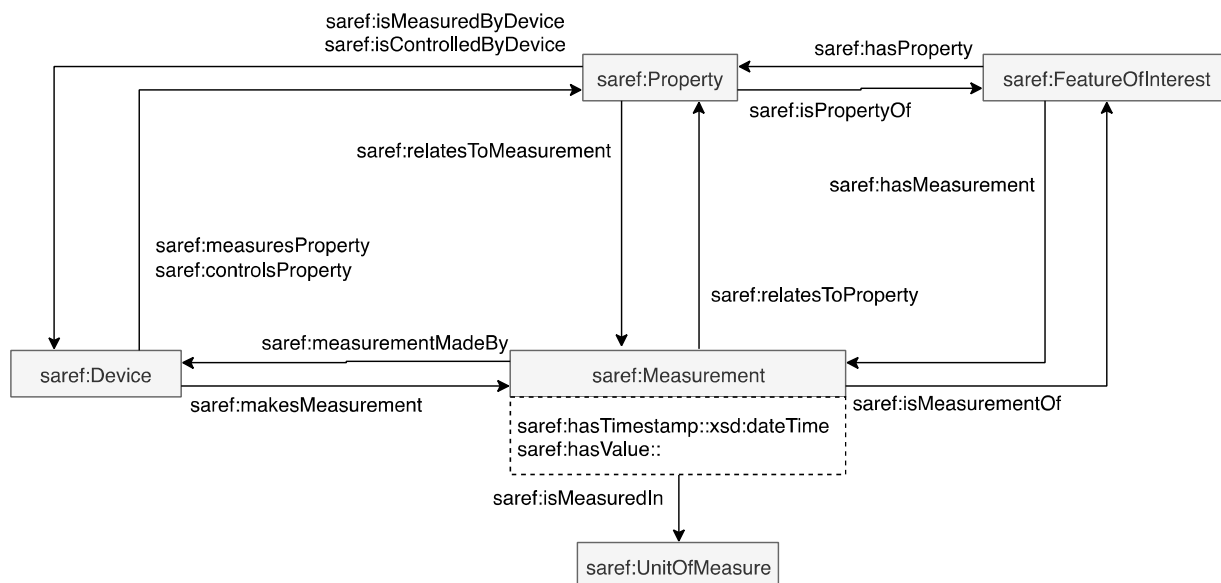 saref:isMeasuredByDevice
saref:isControlledByDevice
saref:hasProperty
saref:Property
saref:FeatureOfInterest
saref:isPropertyOf
saref:relatesToMeasurement
saref:hasMeasurement
saref:measuresProperty
saref:controlsProperty
saref:relatesToProperty
saref:measurementMadeBy
saref:Device
saref:Measurement
saref:makesMeasurement
saref:isMeasurementOf
saref:hasTimestamp::xsd:dateTime
saref:hasValue::
saref:isMeasuredIn
saref:UnitOfMeasure